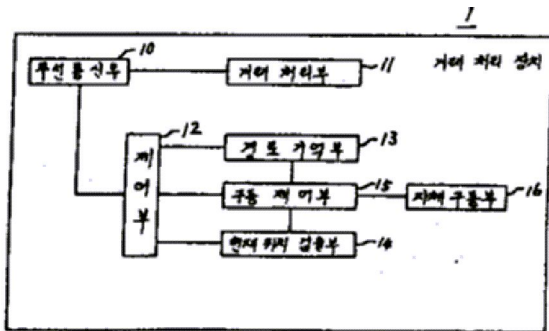 1
10
무선 통신부
거래 처리부
11
거래 처리 장치
12
제어부
경로 기억부
13
구동 제어부
15
자체 구동부
16
현재 위치 검출부
14